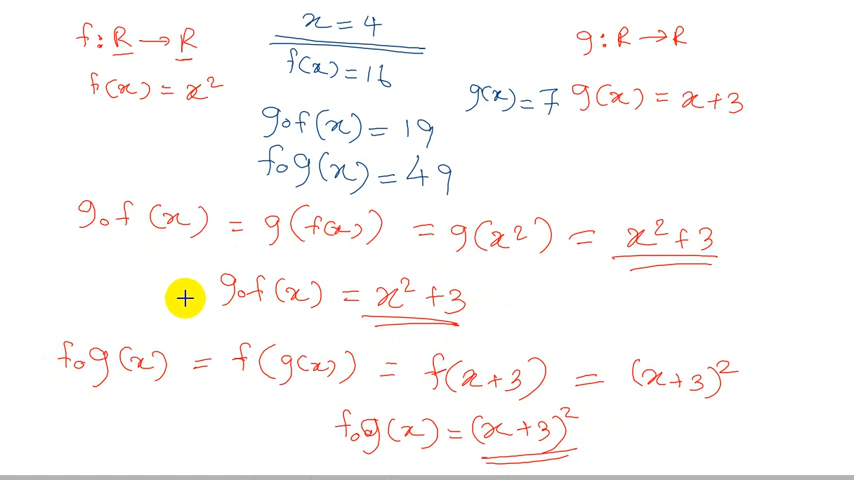 f: R → R
f(x) = x²
x = 4
f(x) = 16
g: R → R
g(x) = 7 g(x) = x+3
gof(x) = 19
fog(x) = 49
gof(x) = g(f(x)) = g(x²) = x²+3
gof(x) = x²+3
fog(x) = f(g(x)) = f(x+3) = (x+3)²
fog(x) = (x+3)²